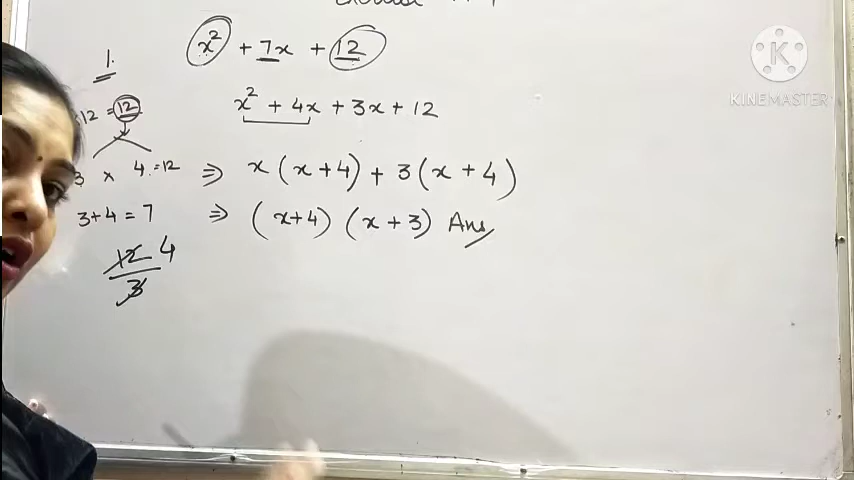 1. x² + 7x + 12
x² + 4x + 3x + 12
12 = 12
3 × 4 = 12 ⇒ x(x+4) + 3(x+4)
3+4 = 7 ⇒ (x+4) (x+3) Ans
12 4
3
K
KINEMASTER